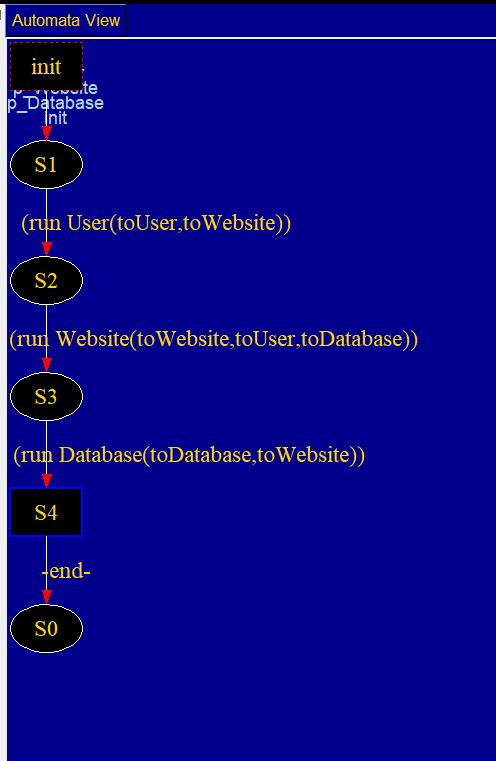 Automata View
init
p_Website
p_Database
init
S1
(run User(toUser,toWebsite))
S2
(run Website(toWebsite,toUser,toDatabase))
S3
(run Database(toDatabase,toWebsite))
S4
-end-
S0